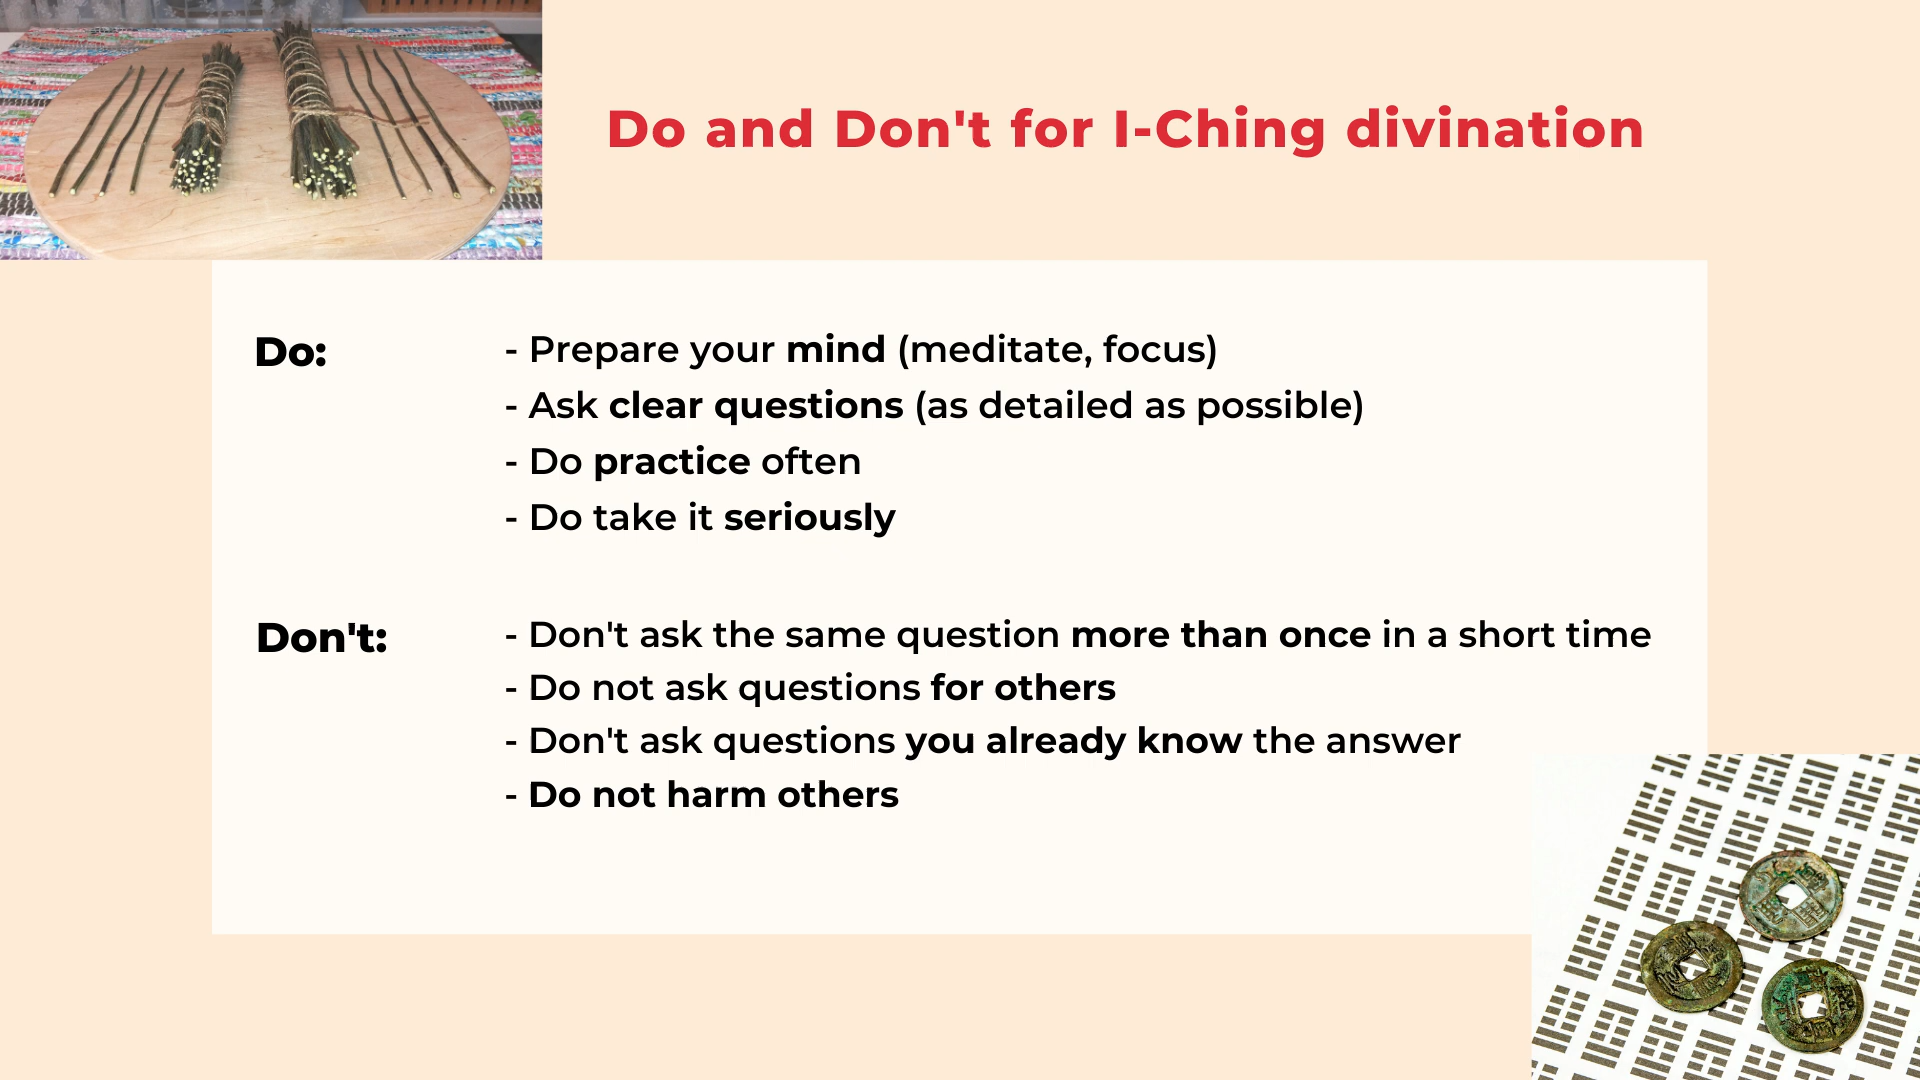 Do and Don't for I-Ching divination
Do:
- Prepare your mind (meditate, focus)
- Ask clear questions (as detailed as possible)
- Do practice often
- Do take it seriously
Don't:
- Don't ask the same question more than once in a short time
- Do not ask questions for others
- Don't ask questions you already know the answer
- Do not harm others